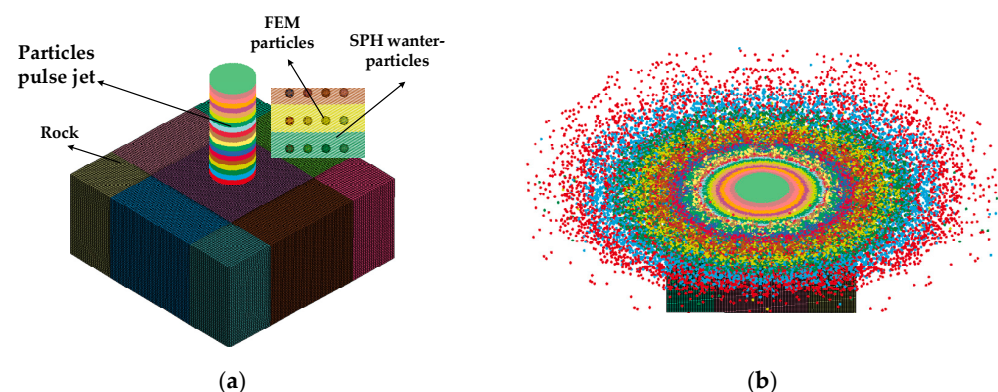 FEM
particles
SPH wanter-
particles
Particles
pulse jet
Rock
(a)
(b)